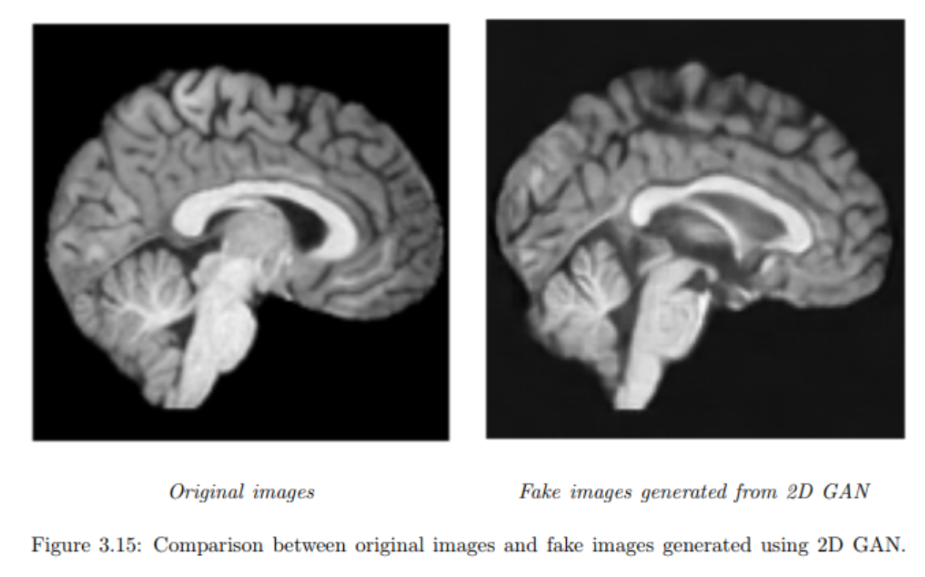 Original images
Fake images generated from 2D GAN
Figure 3.15: Comparison between original images and fake images generated using 2D GAN.